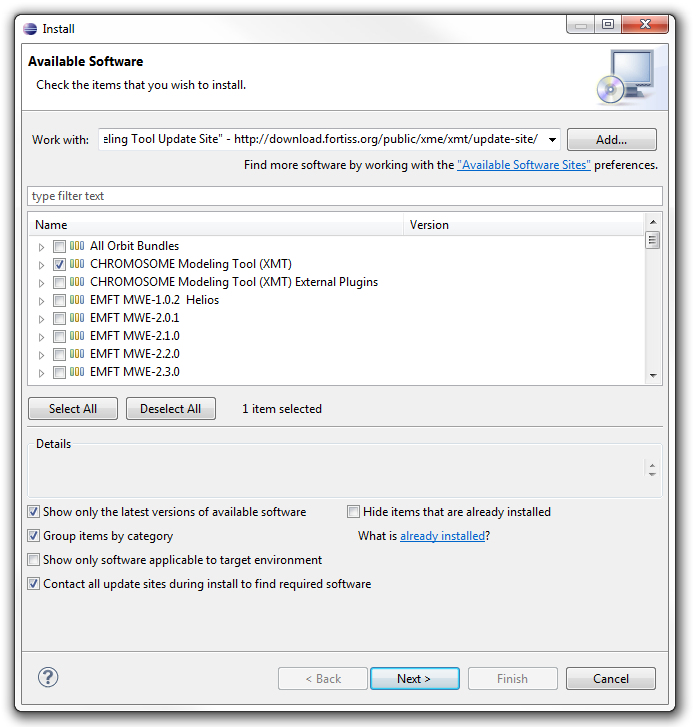 Install
Available Software
Check the items that you wish to install.
Work with: eling Tool Update Site" - http://download.fortiss.org/public/xme/xmt/update-site/ Add...
Find more software by working with the "Available Software Sites" preferences.
type filter text
Name Version
All Orbit Bundles
CHROMOSOME Modeling Tool (XMT)
CHROMOSOME Modeling Tool (XMT) External Plugins
EMFT MWE-1.0.2 Helios
EMFT MWE-2.0.1
EMFT MWE-2.1.0
EMFT MWE-2.2.0
EMFT MWE-2.3.0
Select All Deselect All 1 item selected
Details
Show only the latest versions of available software Hide items that are already installed
Group items by category What is already installed?
Show only software applicable to target environment
Contact all update sites during install to find required software
? < Back Next > Finish Cancel